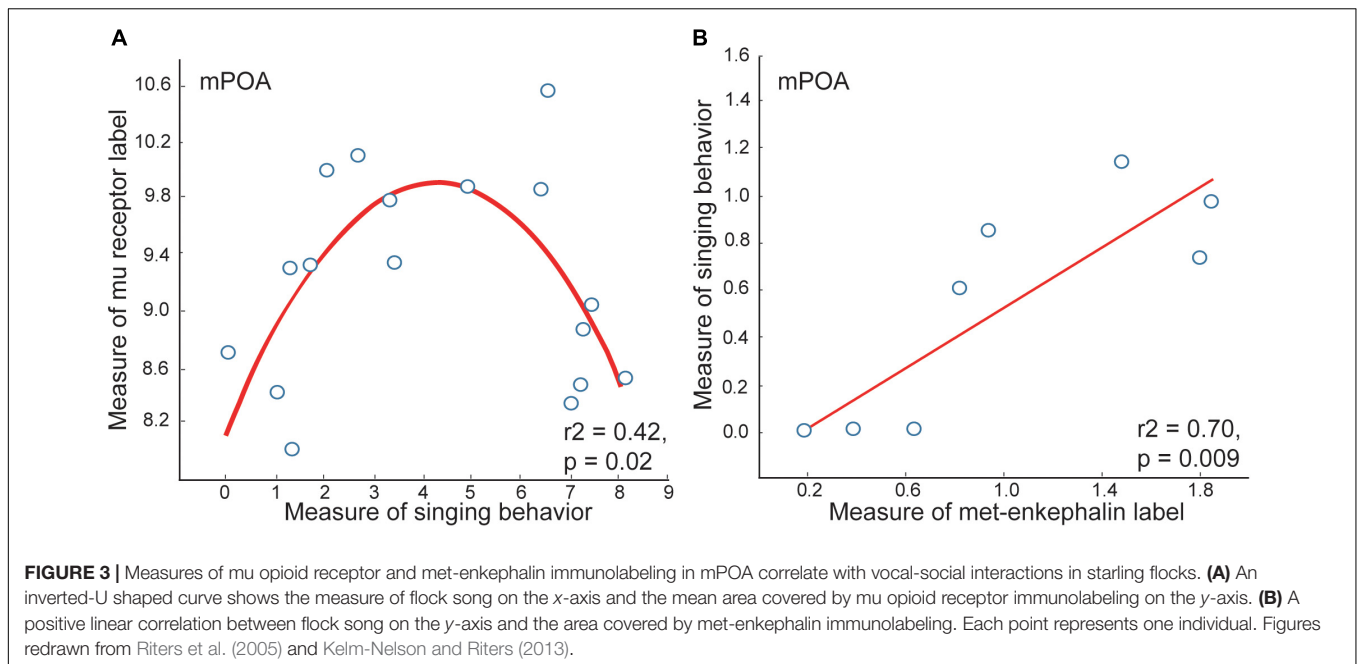 A
mPOA
Measure of mu receptor label
10.6
10.2
9.8
9.4
9.0
8.6
8.2
r2 = 0.42,
p = 0.02
0 1 2 3 4 5 6 7 8 9
Measure of singing behavior
B
mPOA
Measure of singing behavior
1.6
1.4
1.2
1.0
0.8
0.6
0.4
0.2
0.0
r2 = 0.70,
p = 0.009
0.2 0.6 1.0 1.4 1.8
Measure of met-enkephalin label
FIGURE 3 | Measures of mu opioid receptor and met-enkephalin immunolabeling in mPOA correlate with vocal-social interactions in starling flocks. (A) An
inverted-U shaped curve shows the measure of flock song on the x-axis and the mean area covered by mu opioid receptor immunolabeling on the y-axis. (B) A
positive linear correlation between flock song on the y-axis and the area covered by met-enkephalin immunolabeling. Each point represents one individual. Figures
redrawn from Riters et al. (2005) and Kelm-Nelson and Riters (2013).